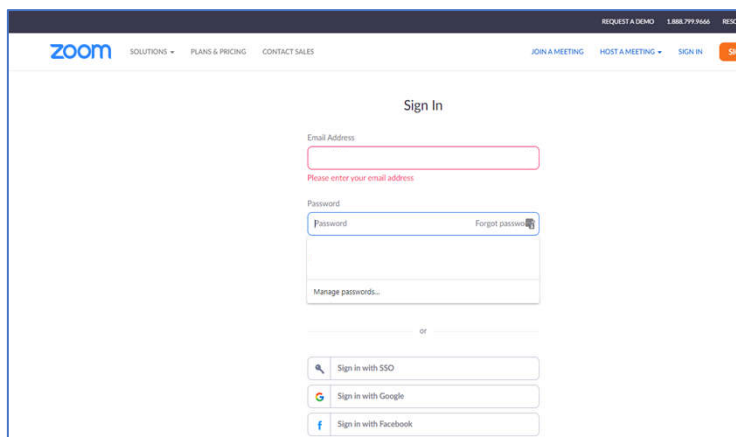 REQUEST A DEMO 1.888.799.9666
zoom SOLUTIONS PLANS & PRICING CONTACT SALES JOIN A MEETING HOST A MEETING SIGN IN
Sign In
Email Address
Please enter your email address
Password
Password Forgot
Manage passwords...
or
Sign in with SSO
Sign in with Google
Sign in with Facebook